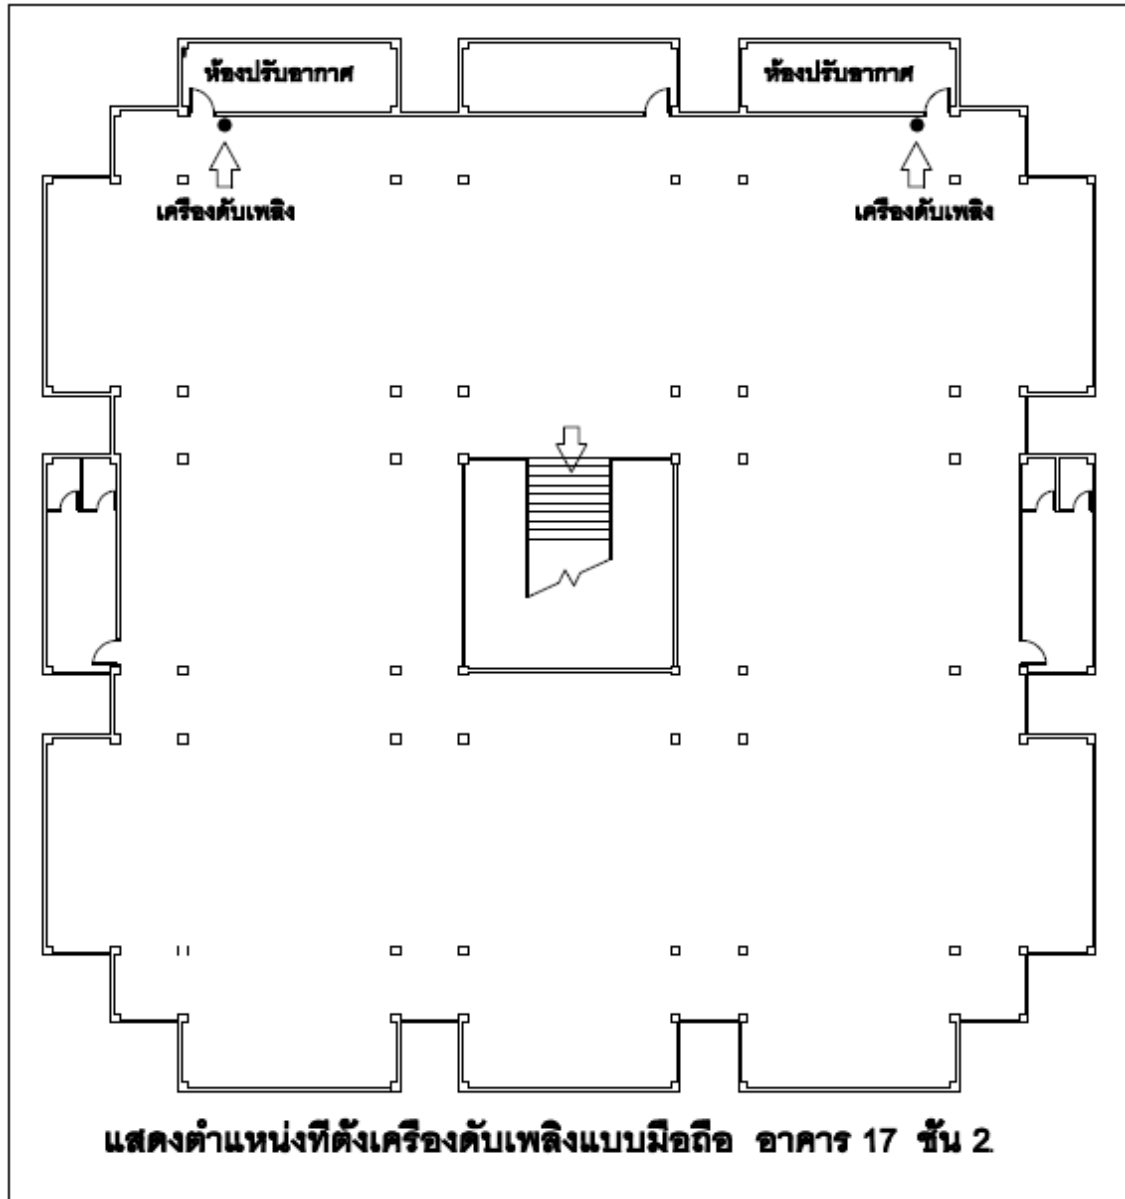 ห้องปรับอากาศ
ห้องปรับอากาศ
เครื่องดับเพลิง
เครื่องดับเพลิง
แสดงตำแหน่งที่ตั้งเครื่องดับเพลิงแบบมือถือ อาคาร 17 ชั้น 2